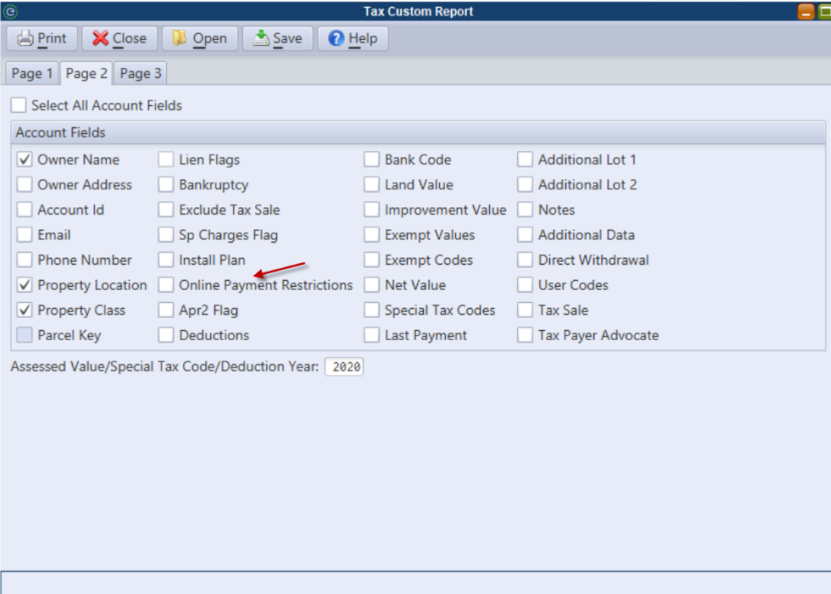 Tax Custom Report
Print Close Open Save Help
Page 1 Page 2 Page 3
Select All Account Fields
Account Fields
Owner Name Lien Flags Bank Code Additional Lot 1
Owner Address Bankruptcy Land Value Additional Lot 2
Account Id Exclude Tax Sale Improvement Value Notes
Email Sp Charges Flag Exempt Values Additional Data
Phone Number Install Plan Exempt Codes Direct Withdrawal
Property Location Online Payment Restrictions Net Value User Codes
Property Class Apr2 Flag Special Tax Codes Tax Sale
Parcel Key Deductions Last Payment Tax Payer Advocate
Assessed Value/Special Tax Code/Deduction Year: 2020